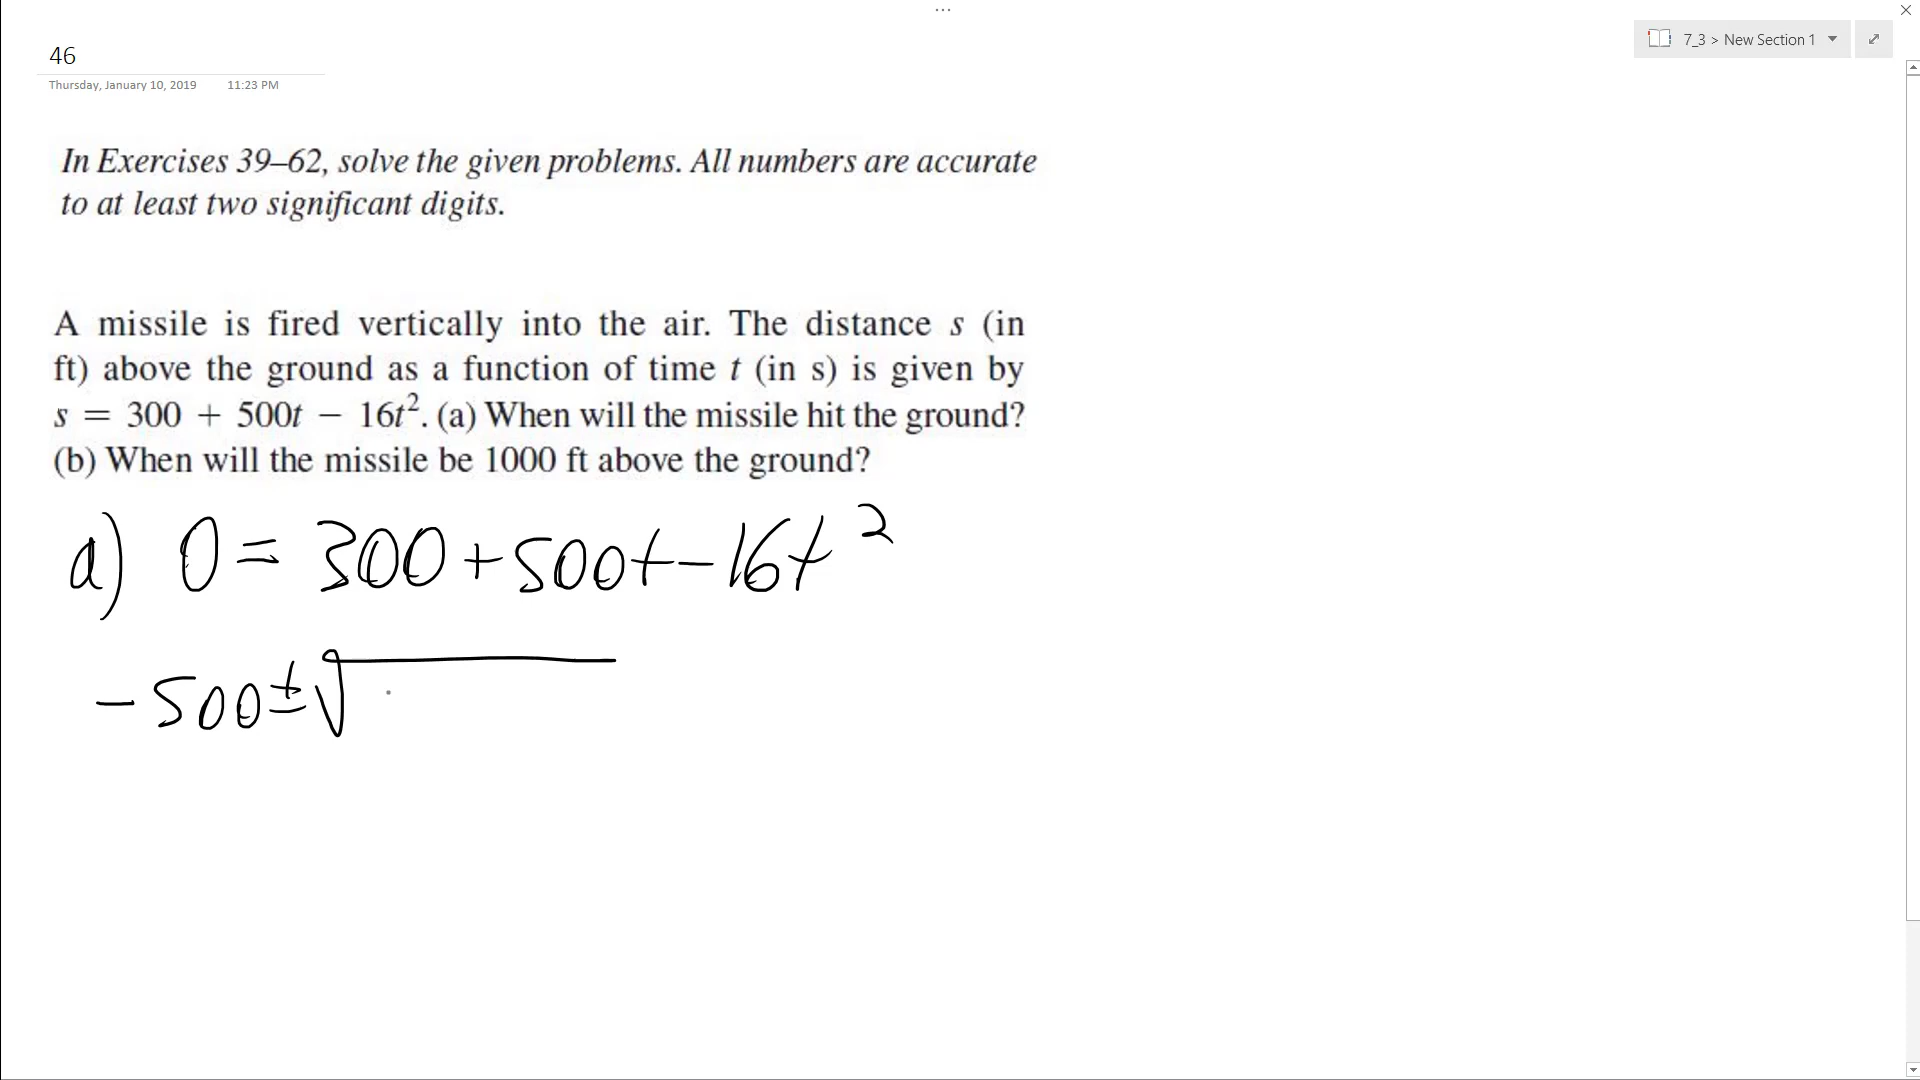 ...
7_3 > New Section 1
46
Thursday, January 10, 2019 11:23 PM
In Exercises 39–62, solve the given problems. All numbers are accurate
to at least two significant digits.
A missile is fired vertically into the air. The distance s (in
ft) above the ground as a function of time t (in s) is given by
s = 300 + 500t − 16t². (a) When will the missile hit the ground?
(b) When will the missile be 1000 ft above the ground?
a) 0 = 300 + 500t − 16t²
− 500 ± √